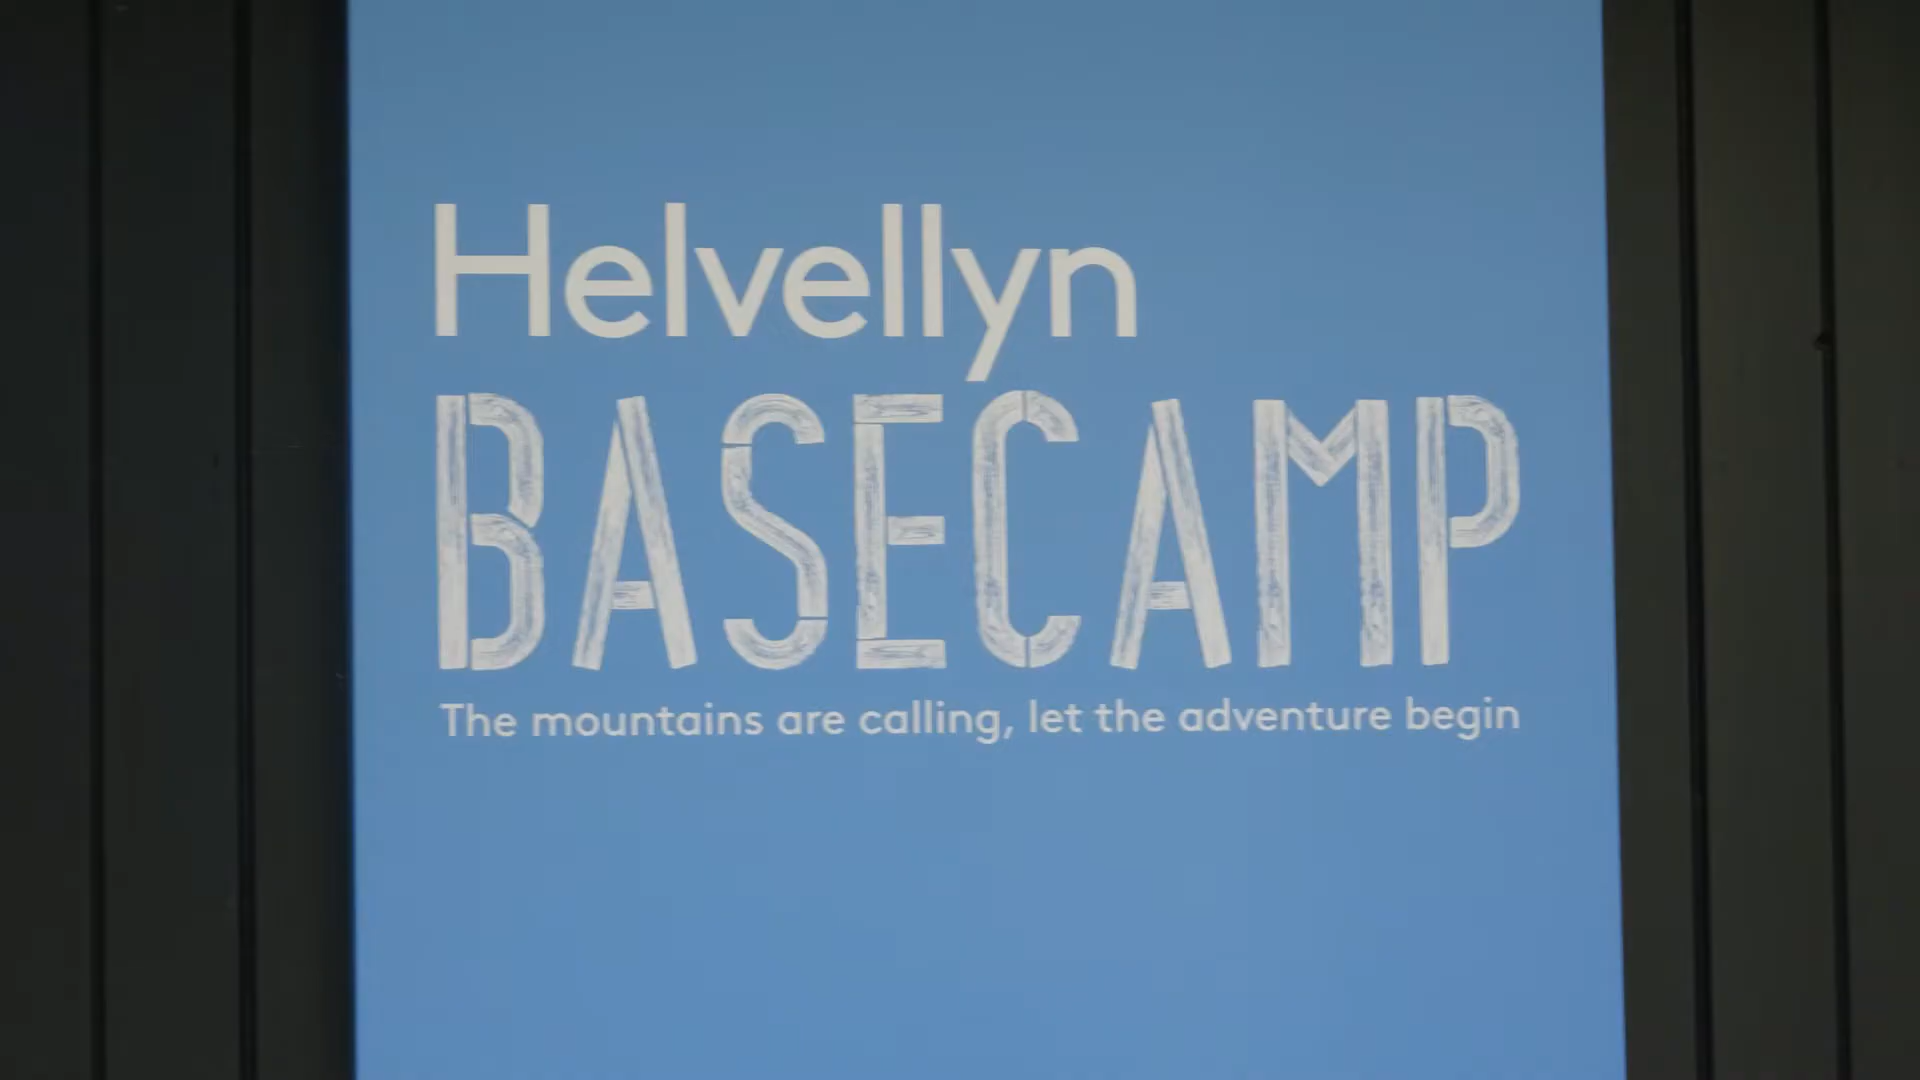 Helvellyn
BASECAMP
The mountains are calling, let the adventure begin